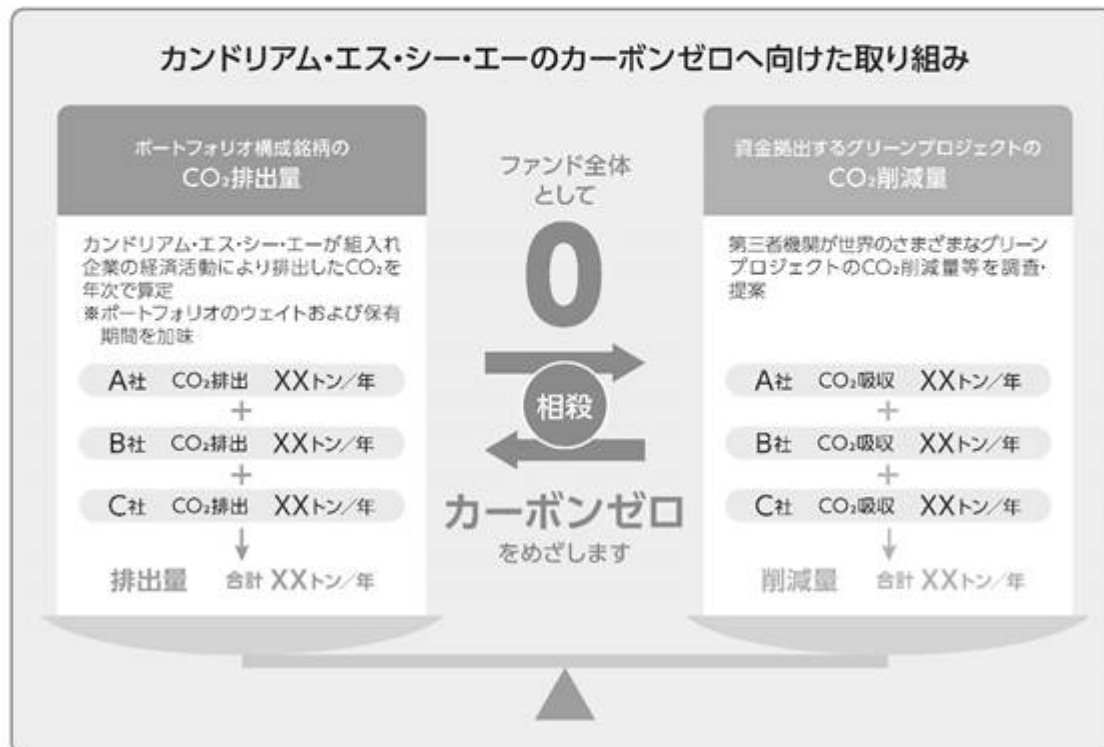 カンドリアム・エス・シー・エーのカーボンゼロへ向けた取り組み
ポートフォリオ構成銘柄の
CO₂排出量
カンドリアム・エス・シー・エーが組入れ
企業の経済活動により排出したCO₂を
年次で算定
※ポートフォリオのウェイトおよび保有
期間を加味
A社 CO₂排出 XXトン／年
+
B社 CO₂排出 XXトン／年
+
C社 CO₂排出 XXトン／年
↓
排出量 合計 XXトン／年
ファンド全体
として
0
相殺
カーボンゼロ
をめざします
資金拠出するグリーンプロジェクトの
CO₂削減量
第三者機関が世界のさまざまなグリーン
プロジェクトのCO₂削減量等を調査・
提案
A社 CO₂吸収 XXトン／年
+
B社 CO₂吸収 XXトン／年
+
C社 CO₂吸収 XXトン／年
↓
削減量 合計 XXトン／年